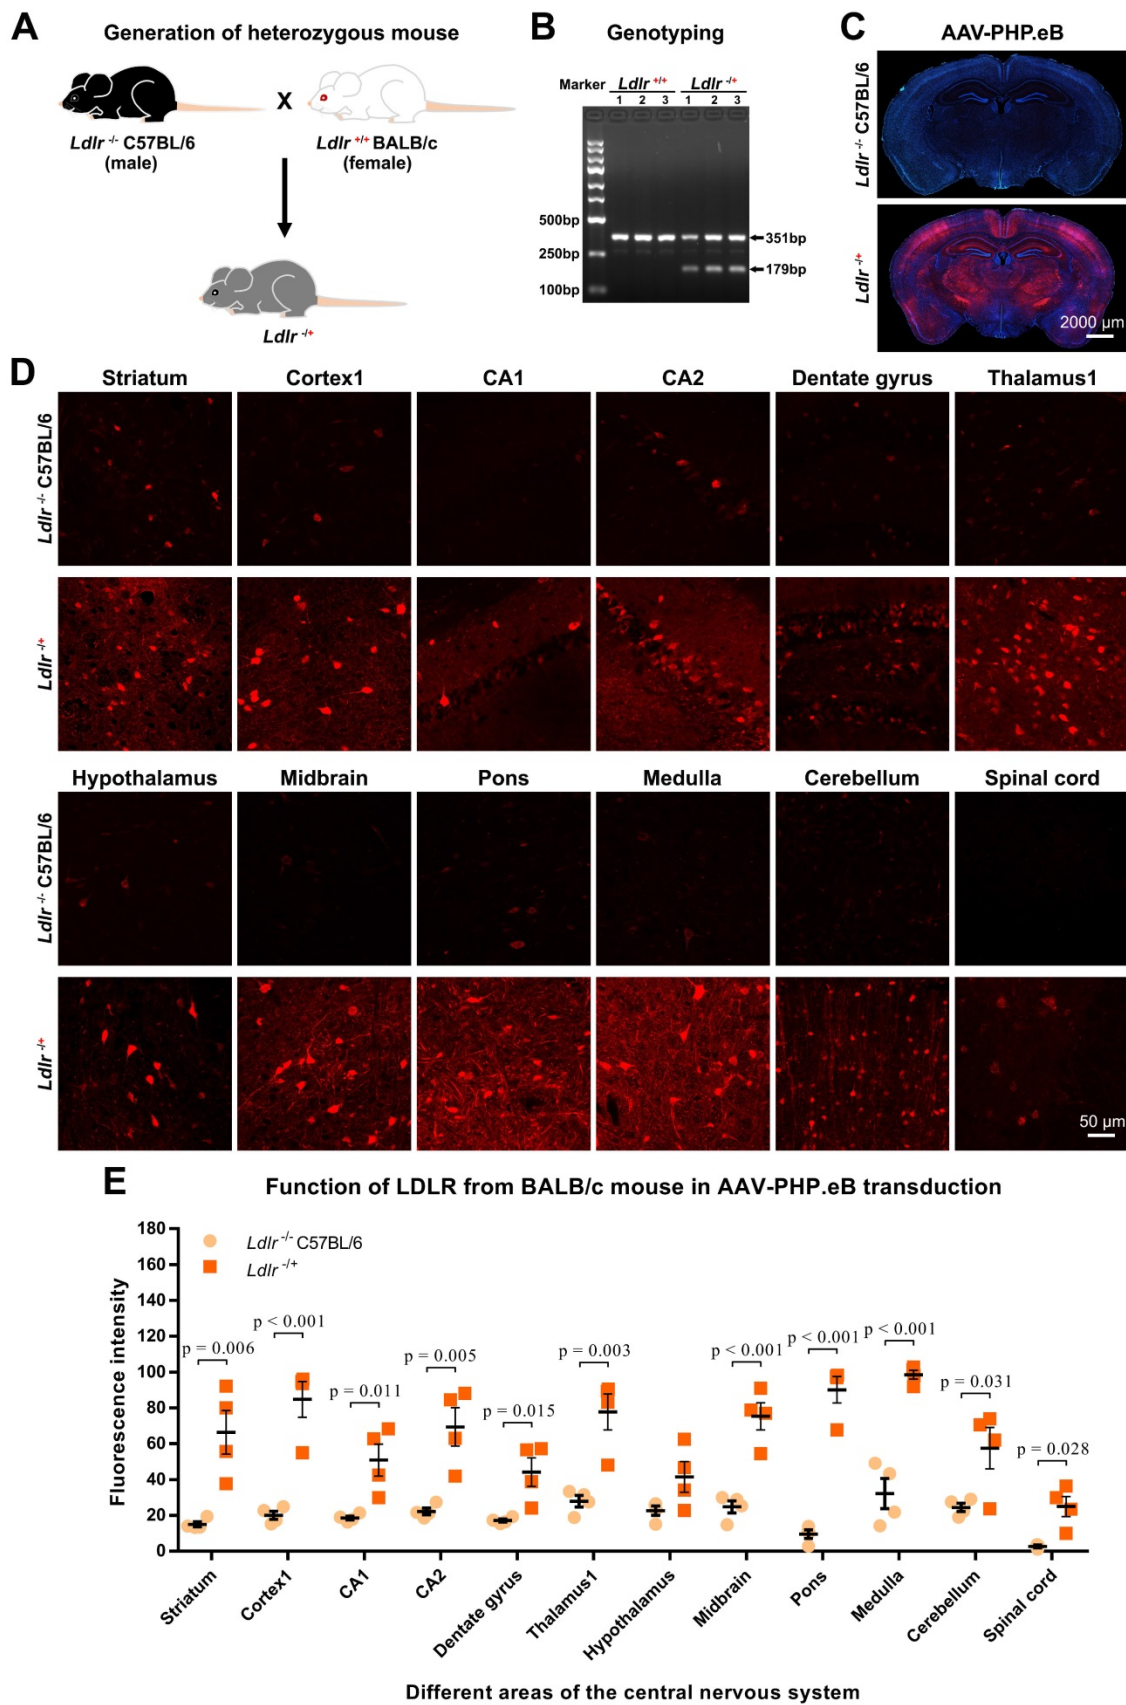 A
Generation of heterozygous mouse
X
Ldlr -/- C57BL/6
(male)
Ldlr +/+ BALB/c
(female)
Ldlr -/+
B
Genotyping
Marker
Ldlr +/+
Ldlr -/+
1 2 3 1 2 3
500bp
250bp
100bp
351bp
179bp
C
AAV-PHP.eB
Ldlr -/- C57BL/6
Ldlr -/+
2000 µm
D
Striatum Cortex1 CA1 CA2 Dentate gyrus Thalamus1
Ldlr -/- C57BL/6
Ldlr -/+
Hypothalamus Midbrain Pons Medulla Cerebellum Spinal cord
Ldlr -/- C57BL/6
Ldlr -/+
50 µm
E
Function of LDLR from BALB/c mouse in AAV-PHP.eB transduction
Fluorescence intensity
180
160
140
120
100
80
60
40
20
0
Ldlr -/- C57BL/6
Ldlr -/+
p = 0.006
p < 0.001
p = 0.011
p = 0.005
p = 0.015
p = 0.003
p < 0.001
p < 0.001
p < 0.001
p = 0.031
p = 0.028
Striatum
Cortex1
CA1
CA2
Dentate gyrus
Thalamus1
Hypothalamus
Midbrain
Pons
Medulla
Cerebellum
Spinal cord
Different areas of the central nervous system